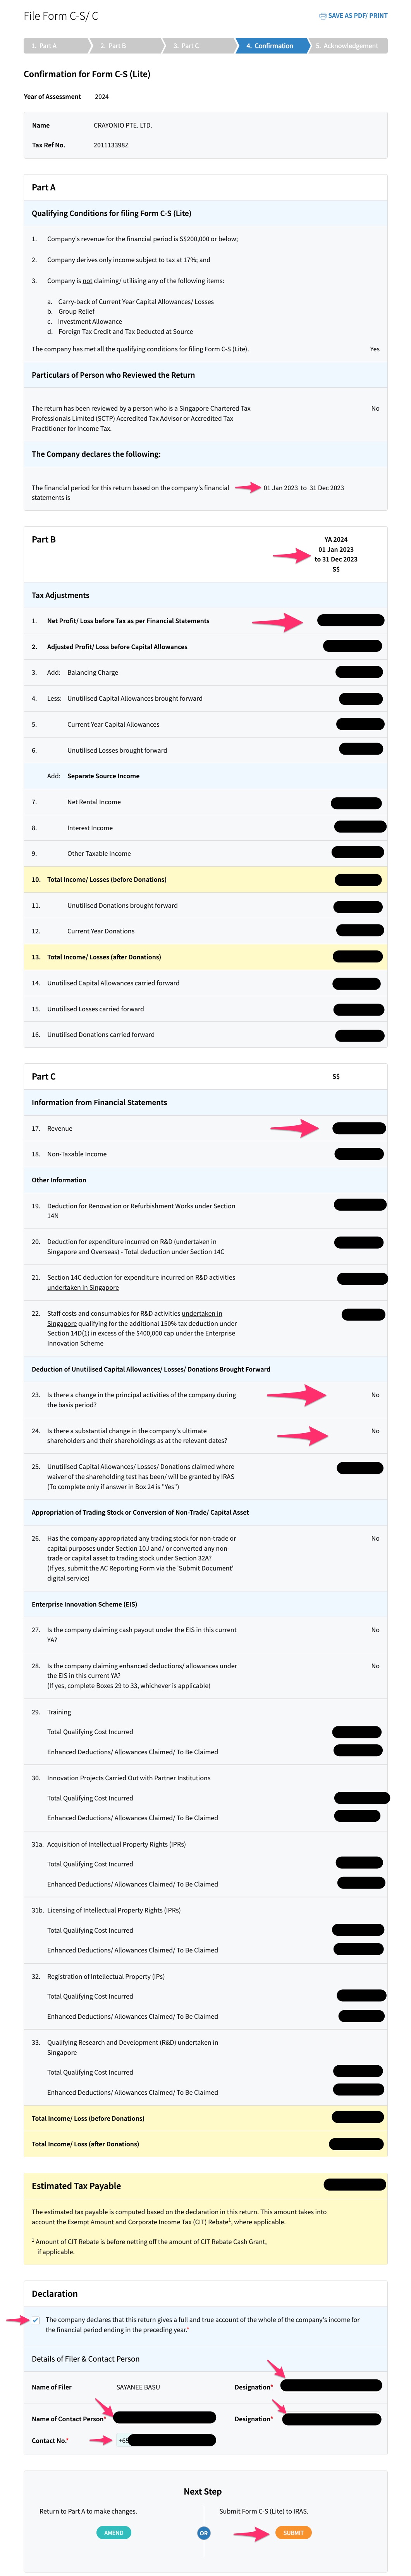 File Form C-S/ C
SAVE AS PDF/ PRINT
1. Part A
2. Part B
3. Part C
4. Confirmation
5. Acknowledgement
Confirmation for Form C-S (Lite)
Year of Assessment 2024
Name CRAYONIO PTE. LTD.
Tax Ref No. 201113398Z
Part A
Qualifying Conditions for filing Form C-S (Lite)
1. Company's revenue for the financial period is S$200,000 or below;
2. Company derives only income subject to tax at 17%; and
3. Company is not claiming/ utilising any of the following items:
a. Carry-back of Current Year Capital Allowances/ Losses
b. Group Relief
c. Investment Allowance
d. Foreign Tax Credit and Tax Deducted at Source
The company has met all the qualifying conditions for filing Form C-S (Lite). Yes
Particulars of Person who Reviewed the Return
The return has been reviewed by a person who is a Singapore Chartered Tax No
Professionals Limited (SCTP) Accredited Tax Advisor or Accredited Tax
Practitioner for Income Tax.
The Company declares the following:
The financial period for this return based on the company's financial 01 Jan 2023 to 31 Dec 2023
statements is
Part B
YA 2024
01 Jan 2023
to 31 Dec 2023
S$
Tax Adjustments
1. Net Profit/ Loss before Tax as per Financial Statements
2. Adjusted Profit/ Loss before Capital Allowances
3. Add: Balancing Charge
4. Less: Unutilised Capital Allowances brought forward
5. Current Year Capital Allowances
6. Unutilised Losses brought forward
Add: Separate Source Income
7. Net Rental Income
8. Interest Income
9. Other Taxable Income
10. Total Income/ Losses (before Donations)
11. Unutilised Donations brought forward
12. Current Year Donations
13. Total Income/ Losses (after Donations)
14. Unutilised Capital Allowances carried forward
15. Unutilised Losses carried forward
16. Unutilised Donations carried forward
Part C S$
Information from Financial Statements
17. Revenue
18. Non-Taxable Income
Other Information
19. Deduction for Renovation or Refurbishment Works under Section
14N
20. Deduction for expenditure incurred on R&D (undertaken in
Singapore and Overseas) - Total deduction under Section 14C
21. Section 14C deduction for expenditure incurred on R&D activities
undertaken in Singapore
22. Staff costs and consumables for R&D activities undertaken in
Singapore qualifying for the additional 150% tax deduction under
Section 14D(1) in excess of the $400,000 cap under the Enterprise
Innovation Scheme
Deduction of Unutilised Capital Allowances/ Losses/ Donations Brought Forward
23. Is there a change in the principal activities of the company during No
the basis period?
24. Is there a substantial change in the company's ultimate No
shareholders and their shareholdings as at the relevant dates?
25. Unutilised Capital Allowances/ Losses/ Donations claimed where
waiver of the shareholding test has been/ will be granted by IRAS
(To complete only if answer in Box 24 is "Yes")
Appropriation of Trading Stock or Conversion of Non-Trade/ Capital Asset
26. Has the company appropriated any trading stock for non-trade or No
capital purposes under Section 10J and/ or converted any non-
trade or capital asset to trading stock under Section 32A?
(If yes, submit the AC Reporting Form via the 'Submit Document'
digital service)
Enterprise Innovation Scheme (EIS)
27. Is the company claiming cash payout under the EIS in this current No
YA?
28. Is the company claiming enhanced deductions/ allowances under No
the EIS in this current YA?
(If yes, complete Boxes 29 to 33, whichever is applicable)
29. Training
Total Qualifying Cost Incurred
Enhanced Deductions/ Allowances Claimed/ To Be Claimed
30. Innovation Projects Carried Out with Partner Institutions
Total Qualifying Cost Incurred
Enhanced Deductions/ Allowances Claimed/ To Be Claimed
31a. Acquisition of Intellectual Property Rights (IPRs)
Total Qualifying Cost Incurred
Enhanced Deductions/ Allowances Claimed/ To Be Claimed
31b. Licensing of Intellectual Property Rights (IPRs)
Total Qualifying Cost Incurred
Enhanced Deductions/ Allowances Claimed/ To Be Claimed
32. Registration of Intellectual Property (IPs)
Total Qualifying Cost Incurred
Enhanced Deductions/ Allowances Claimed/ To Be Claimed
33. Qualifying Research and Development (R&D) undertaken in
Singapore
Total Qualifying Cost Incurred
Enhanced Deductions/ Allowances Claimed/ To Be Claimed
Total Income/ Loss (before Donations)
Total Income/ Loss (after Donations)
Estimated Tax Payable
The estimated tax payable is computed based on the declaration in this return. This amount takes into
account the Exempt Amount and Corporate Income Tax (CIT) Rebate¹, where applicable.
¹ Amount of CIT Rebate is before netting off the amount of CIT Rebate Cash Grant,
if applicable.
Declaration
The company declares that this return gives a full and true account of the whole of the company's income for
the financial period ending in the preceding year.*
Details of Filer & Contact Person
Name of Filer SAYANEE BASU Designation*
Name of Contact Person* Designation*
Contact No.* +65
Next Step
Return to Part A to make changes.
AMEND
OR
Submit Form C-S (Lite) to IRAS.
SUBMIT